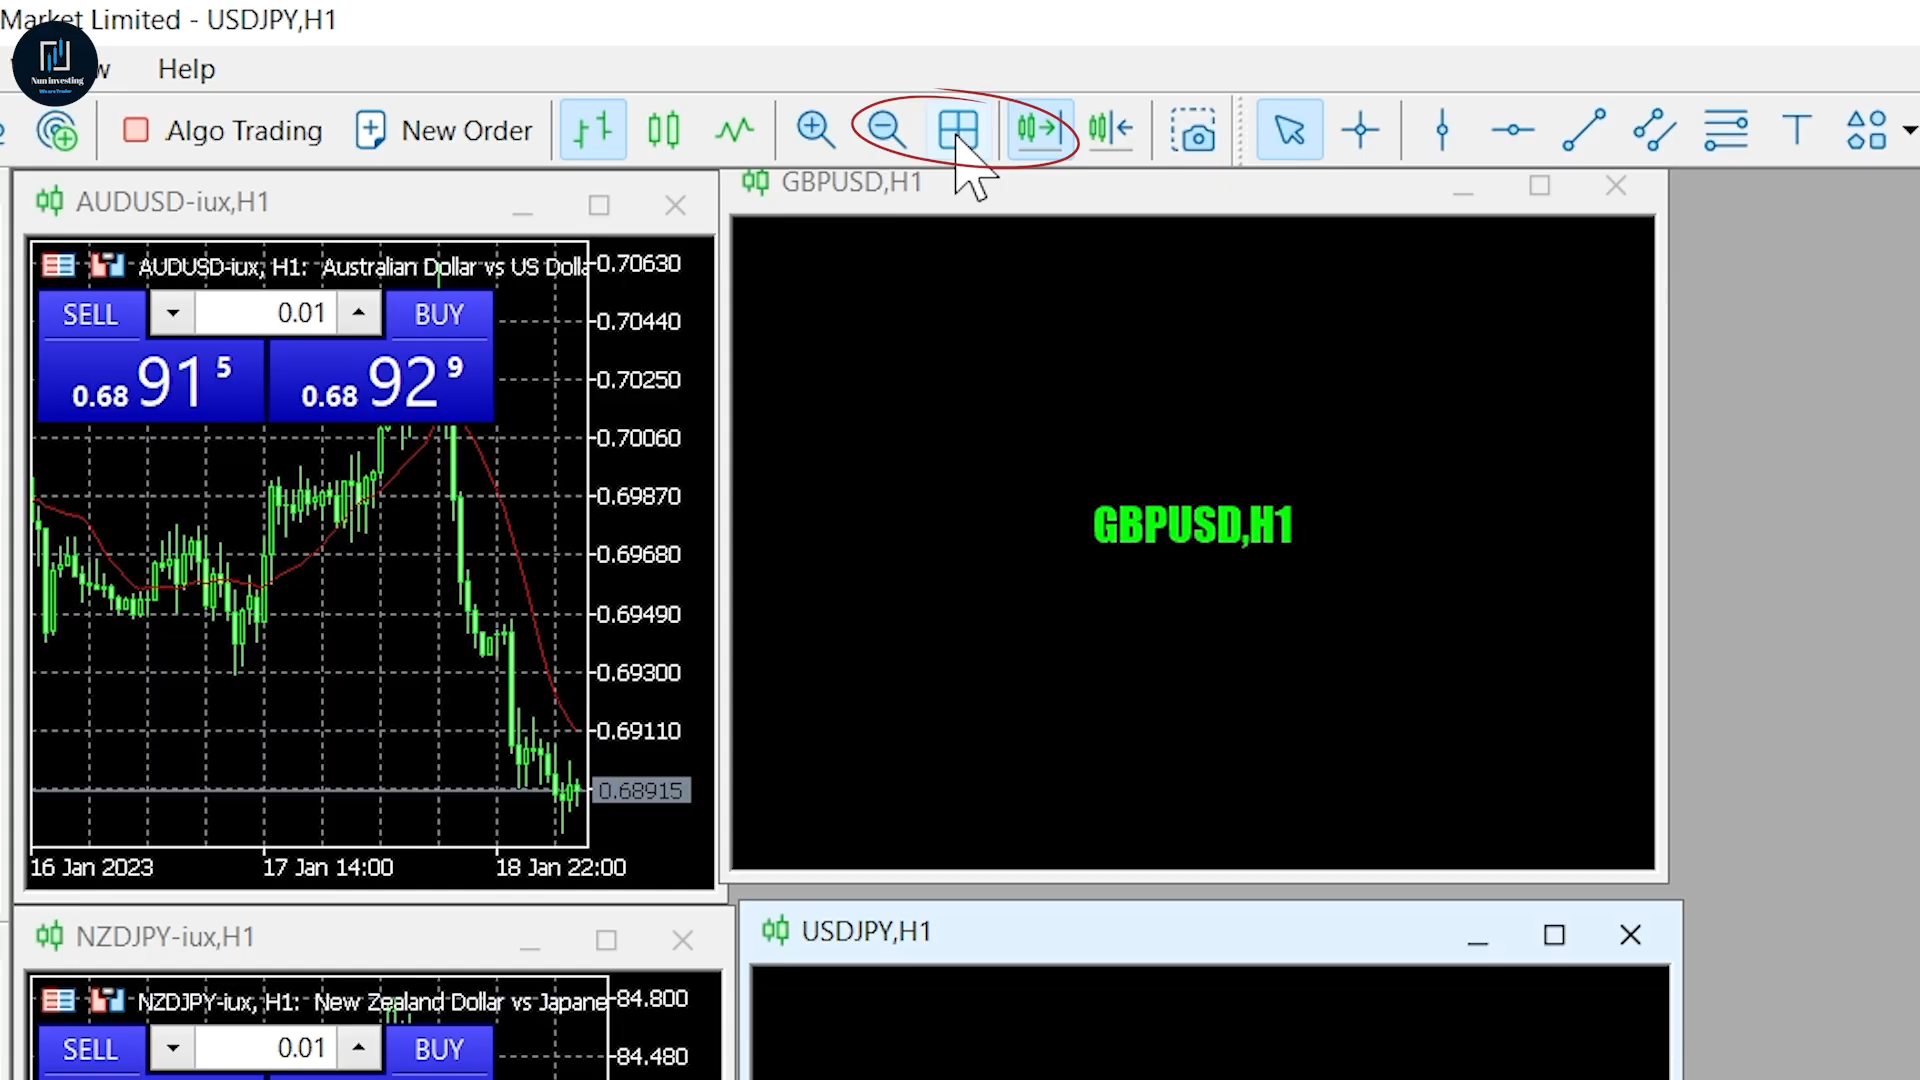 Market Limited - USDJPY,H1
Nun investing
Help
Algo Trading
New Order
AUDUSD-iux,H1
GBPUSD,H1
AUDUSD-iux, H1: Australian Dollar vs US Dolla
SELL
0.01
BUY
0.68 91 5
0.68 92 9
0.70630
0.70440
0.70250
0.70060
0.69870
0.69680
0.69490
0.69300
0.69110
0.68915
16 Jan 2023
17 Jan 14:00
18 Jan 22:00
GBPUSD,H1
NZDJPY-iux,H1
USDJPY,H1
NZDJPY-iux, H1: New Zealand Dollar vs Japane
84.800
SELL
0.01
BUY
84.480